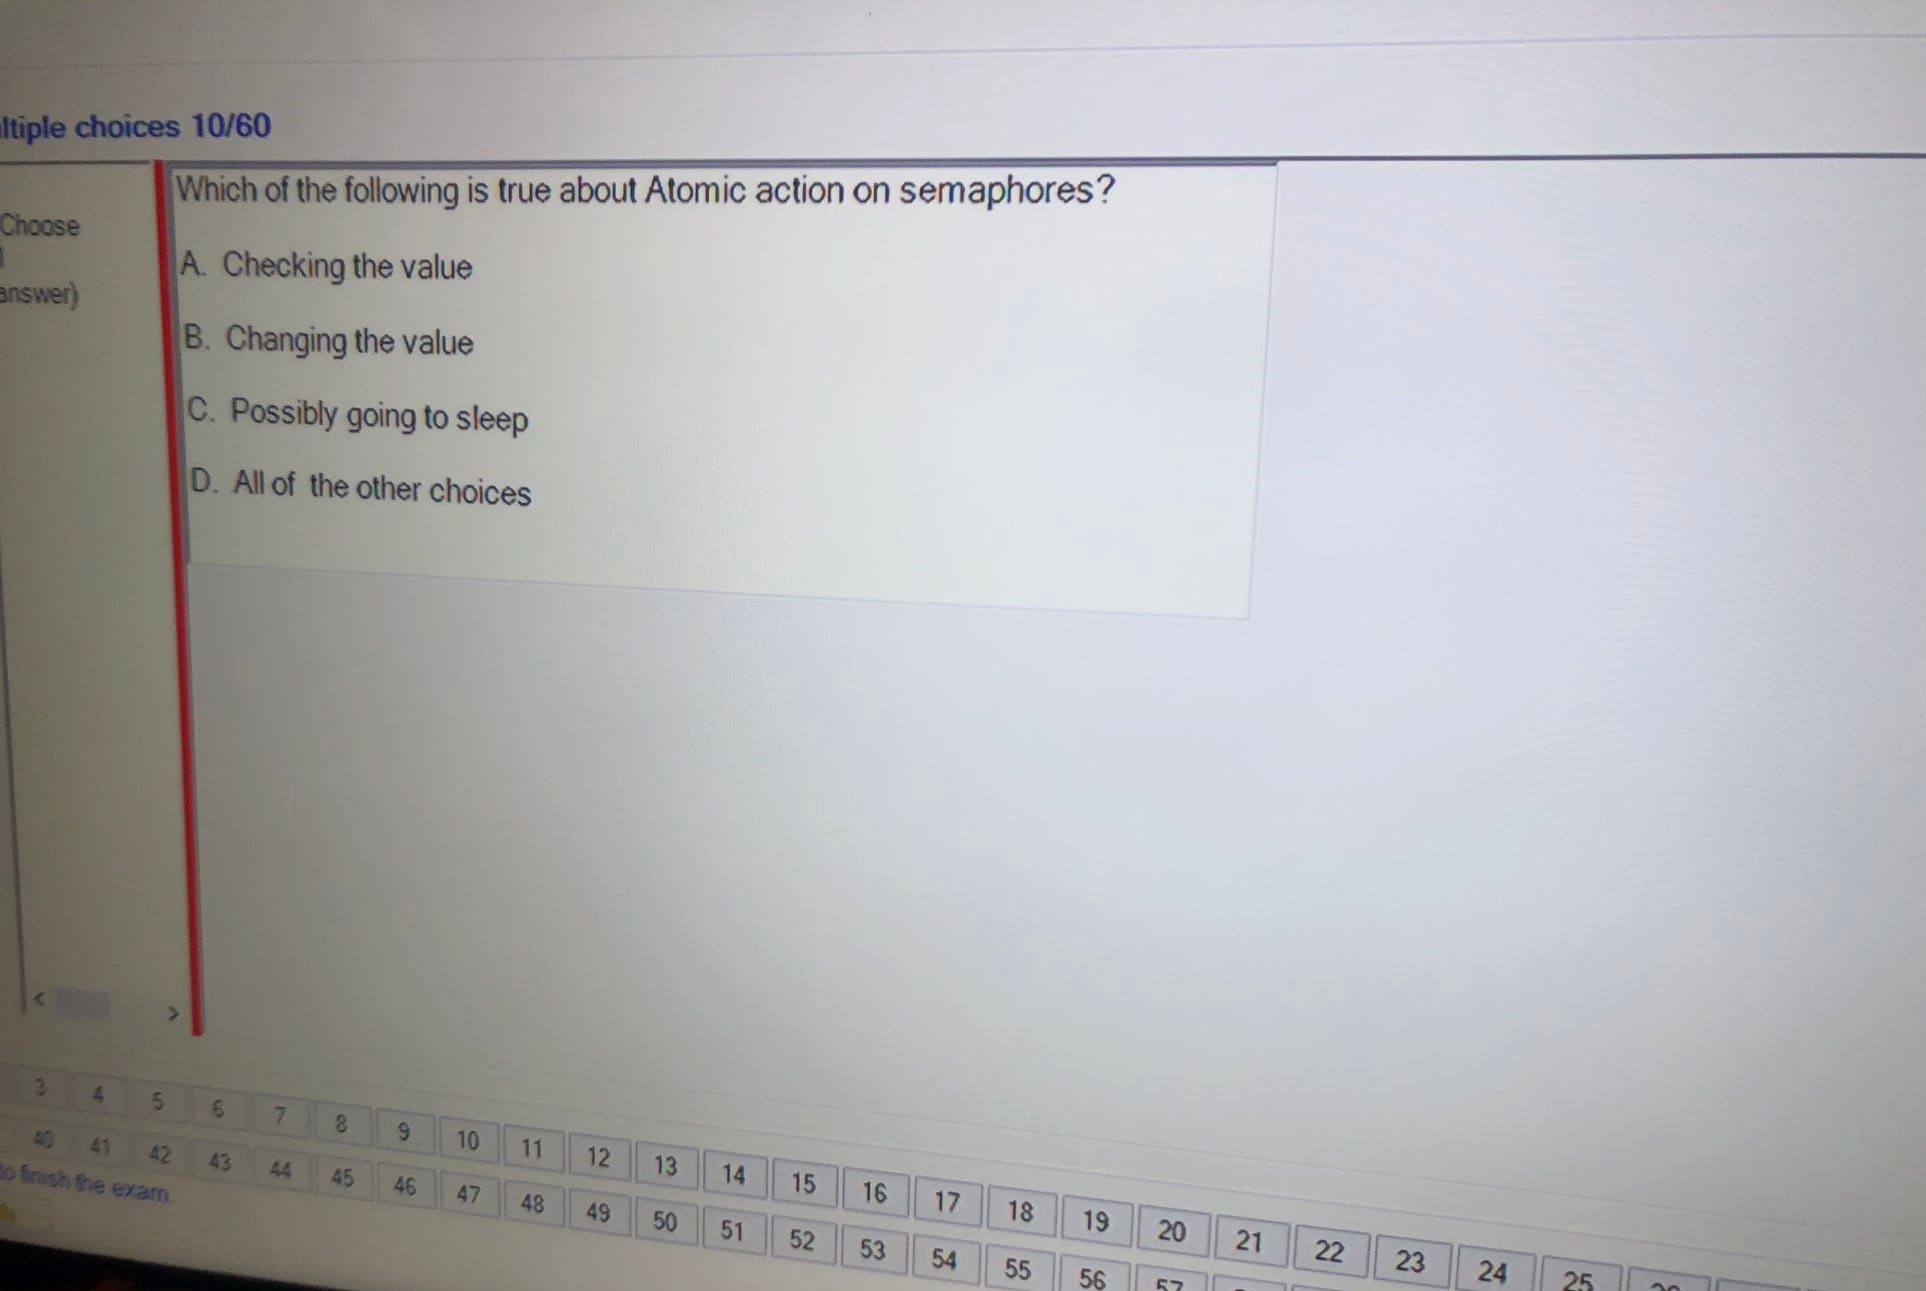 ltiple choices 10/60
Choose
answer)
Which of the following is true about Atomic action on semaphores?
A. Checking the value
B. Changing the value
C. Possibly going to sleep
D. All of the other choices
< >
3 4 5 6 7 8 9 10 11 12 13 14 15 16 17 18 19 20 21 22 23 24 25
40 41 42 43 44 45 46 47 48 49 50 51 52 53 54 55 56 57
to finish the exam.